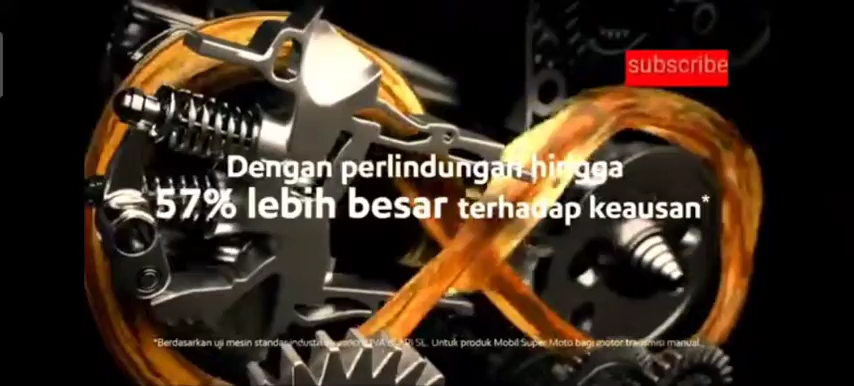 subscribe
Dengan perlindungan hingga
57% lebih besar terhadap keausan*
*Berdasarkan uji mesin standar industri SL. Untuk produk Mobil Super Moto bagi motor transmisi manual.